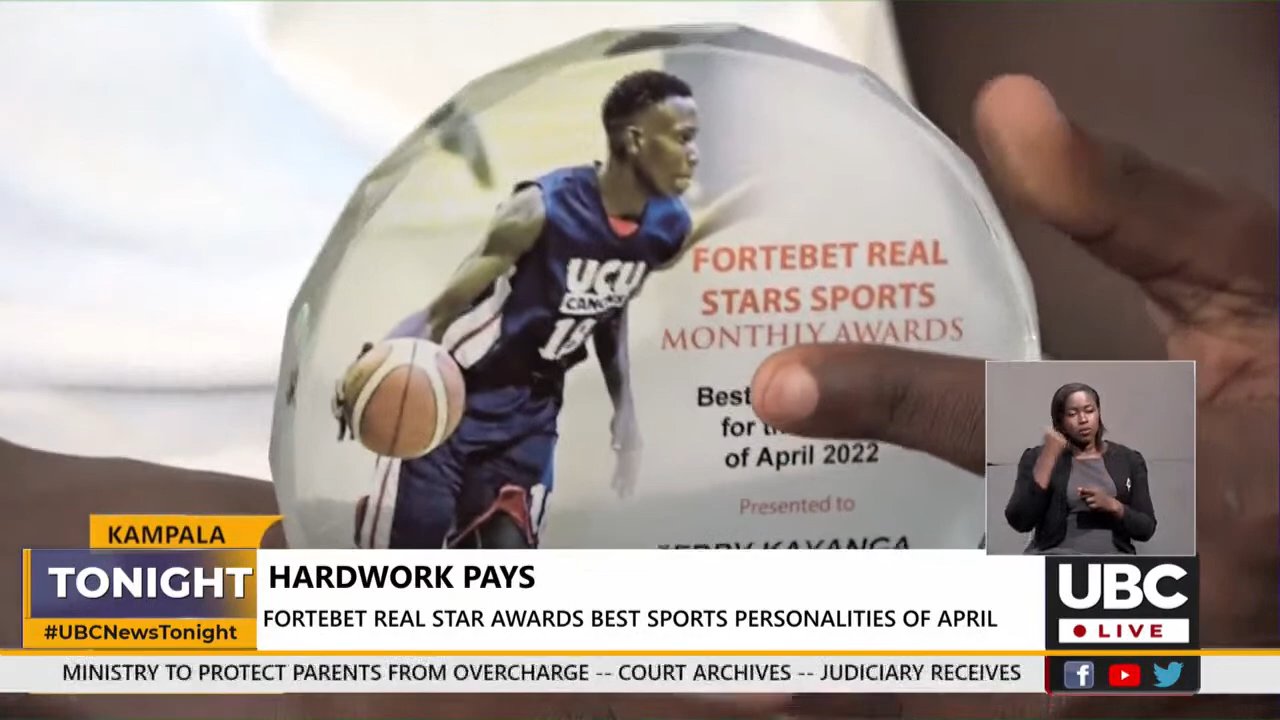 UCU
FORTEBET REAL
STARS SPORTS
MONTHLY AWARDS
Best
for
of April 2022
Presented to
KAYANGA
KAMPALA
TONIGHT
#UBCNewsTonight
HARDWORK PAYS
FORTEBET REAL STAR AWARDS BEST SPORTS PERSONALITIES OF APRIL
UBC
LIVE
MINISTRY TO PROTECT PARENTS FROM OVERCHARGE -- COURT ARCHIVES -- JUDICIARY RECEIVES